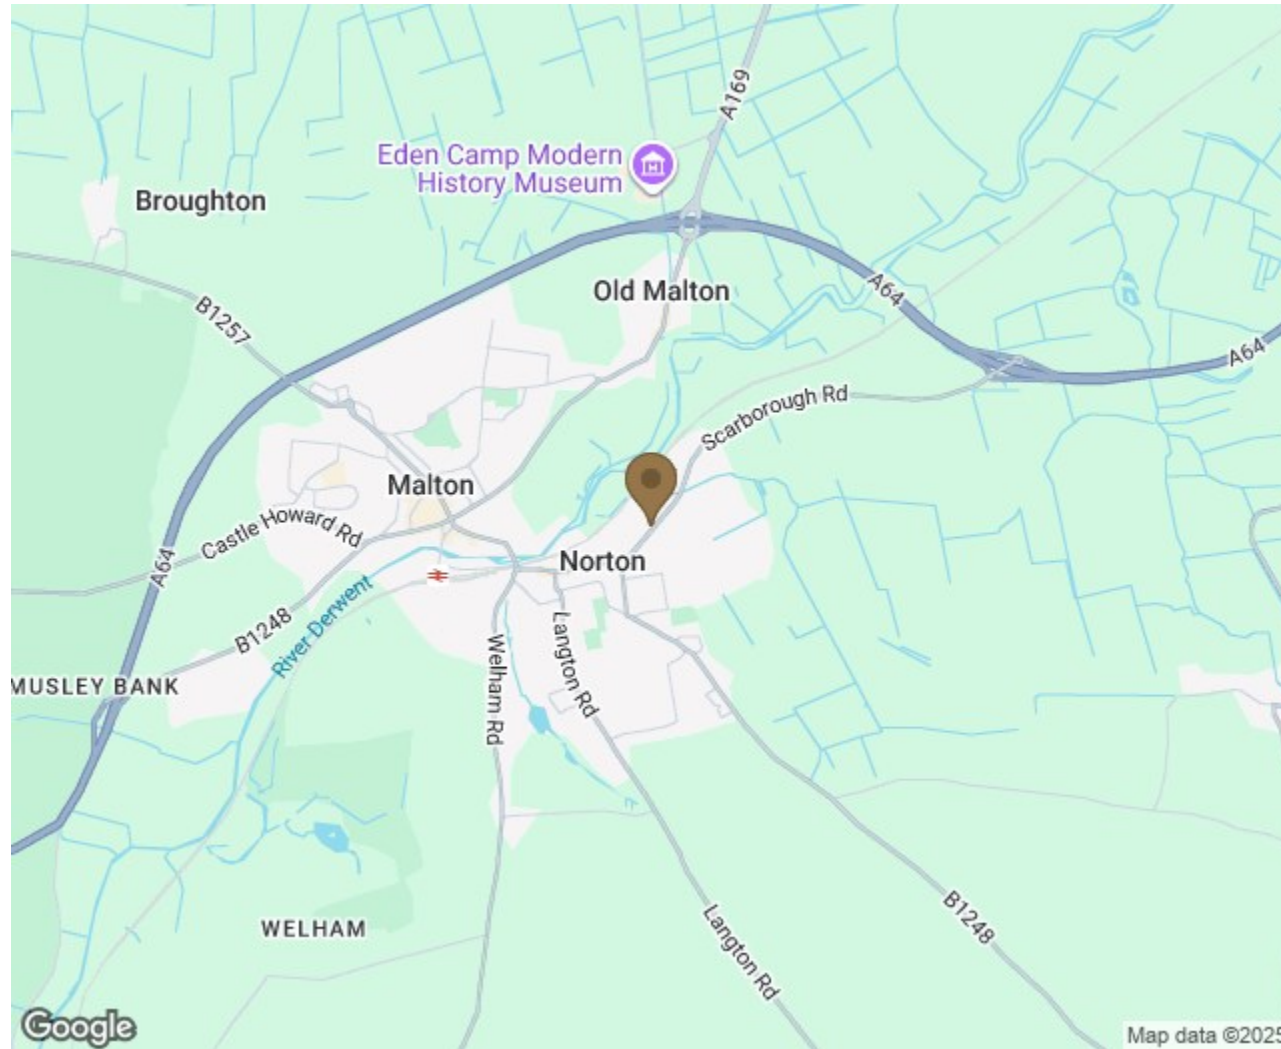 A169
Eden Camp Modern
History Museum
Broughton
Old Malton
A64
B1257
A64
Scarborough Rd
Malton
Castle Howard Rd
A64
Norton
B1248
River Derwent
Welham Rd
Langton Rd
MUSLEY BANK
B1248
WELHAM
Langton Rd
Google
Map data ©2025